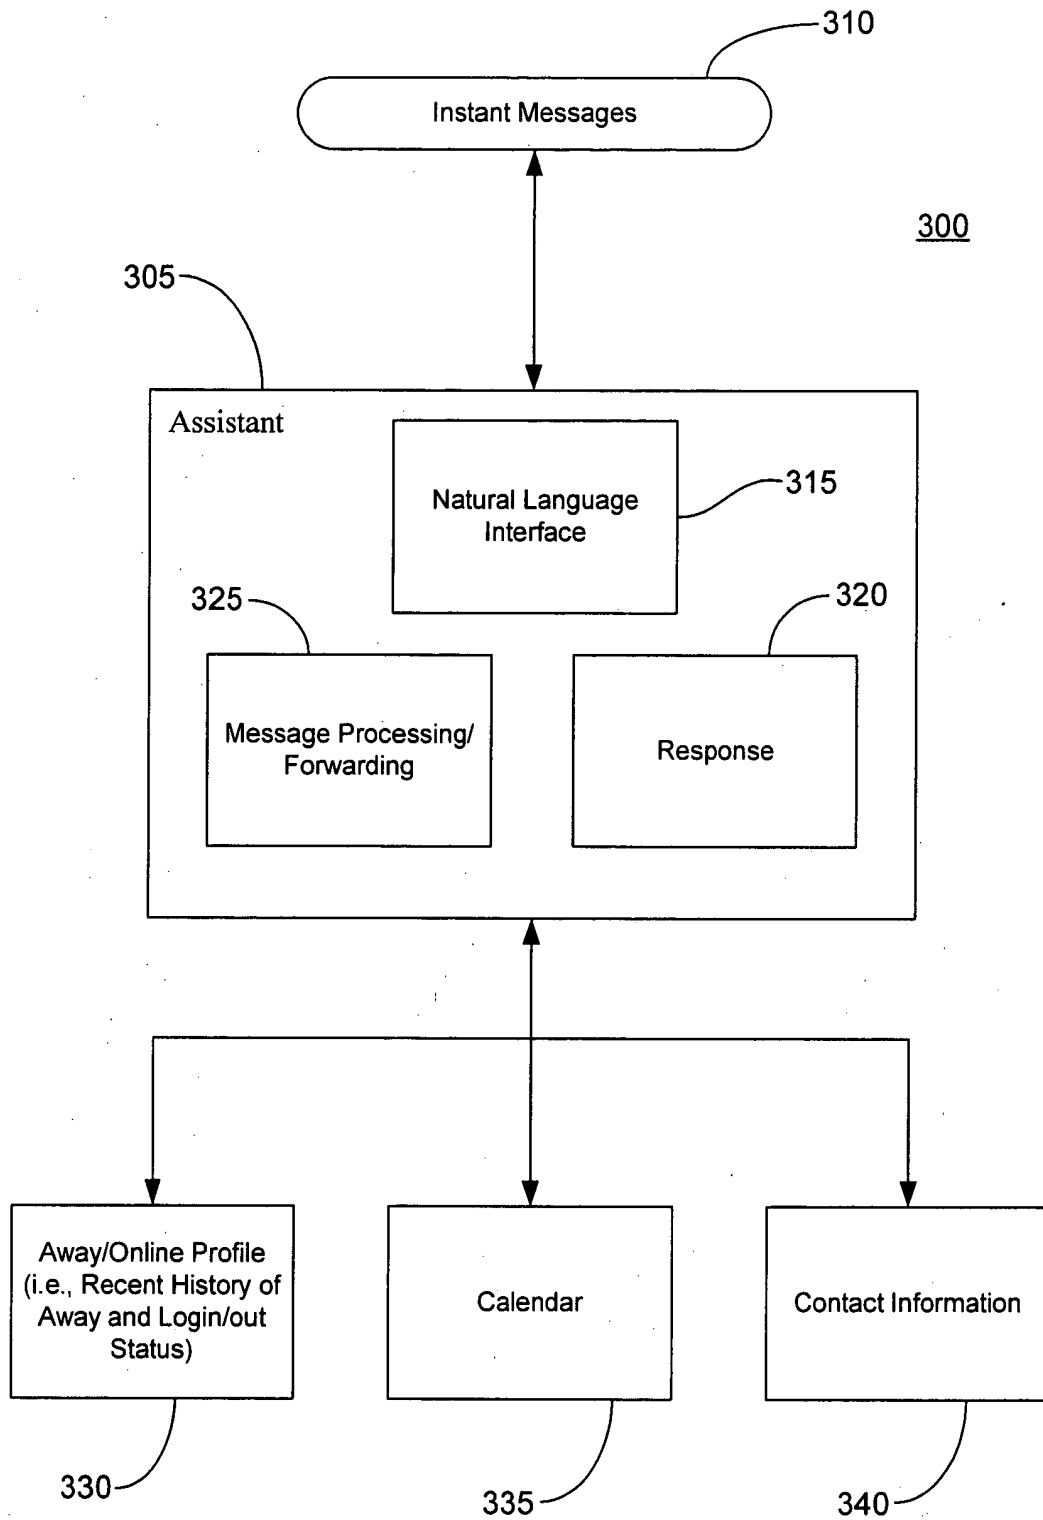 310
Instant Messages
300
305
Assistant
Natural Language
Interface
315
325
320
Message Processing/
Forwarding
Response
Away/Online Profile
(i.e., Recent History of
Away and Login/out
Status)
Calendar
Contact Information
330
335
340